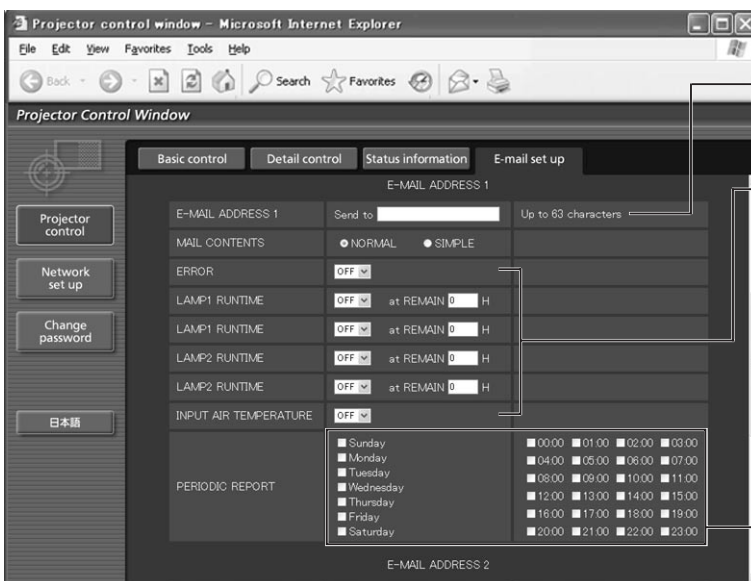 Projector control window - Microsoft Internet Explorer
File Edit View Favorites Tools Help
Back Search Favorites
Projector Control Window
Basic control Detail control Status information E-mail set up
E-MAIL ADDRESS 1
Projector control
Network set up
Change password
日本語
E-MAIL ADDRESS 1 Send to Up to 63 characters
MAIL CONTENTS NORMAL SIMPLE
ERROR OFF
LAMP1 RUNTIME OFF at REMAIN 0 H
LAMP1 RUNTIME OFF at REMAIN 0 H
LAMP2 RUNTIME OFF at REMAIN 0 H
LAMP2 RUNTIME OFF at REMAIN 0 H
INPUT AIR TEMPERATURE OFF
PERIODIC REPORT
Sunday
Monday
Tuesday
Wednesday
Thursday
Friday
Saturday
00:00 01:00 02:00 03:00
04:00 05:00 06:00 07:00
08:00 09:00 10:00 11:00
12:00 13:00 14:00 15:00
16:00 17:00 18:00 19:00
20:00 21:00 22:00 23:00
E-MAIL ADDRESS 2